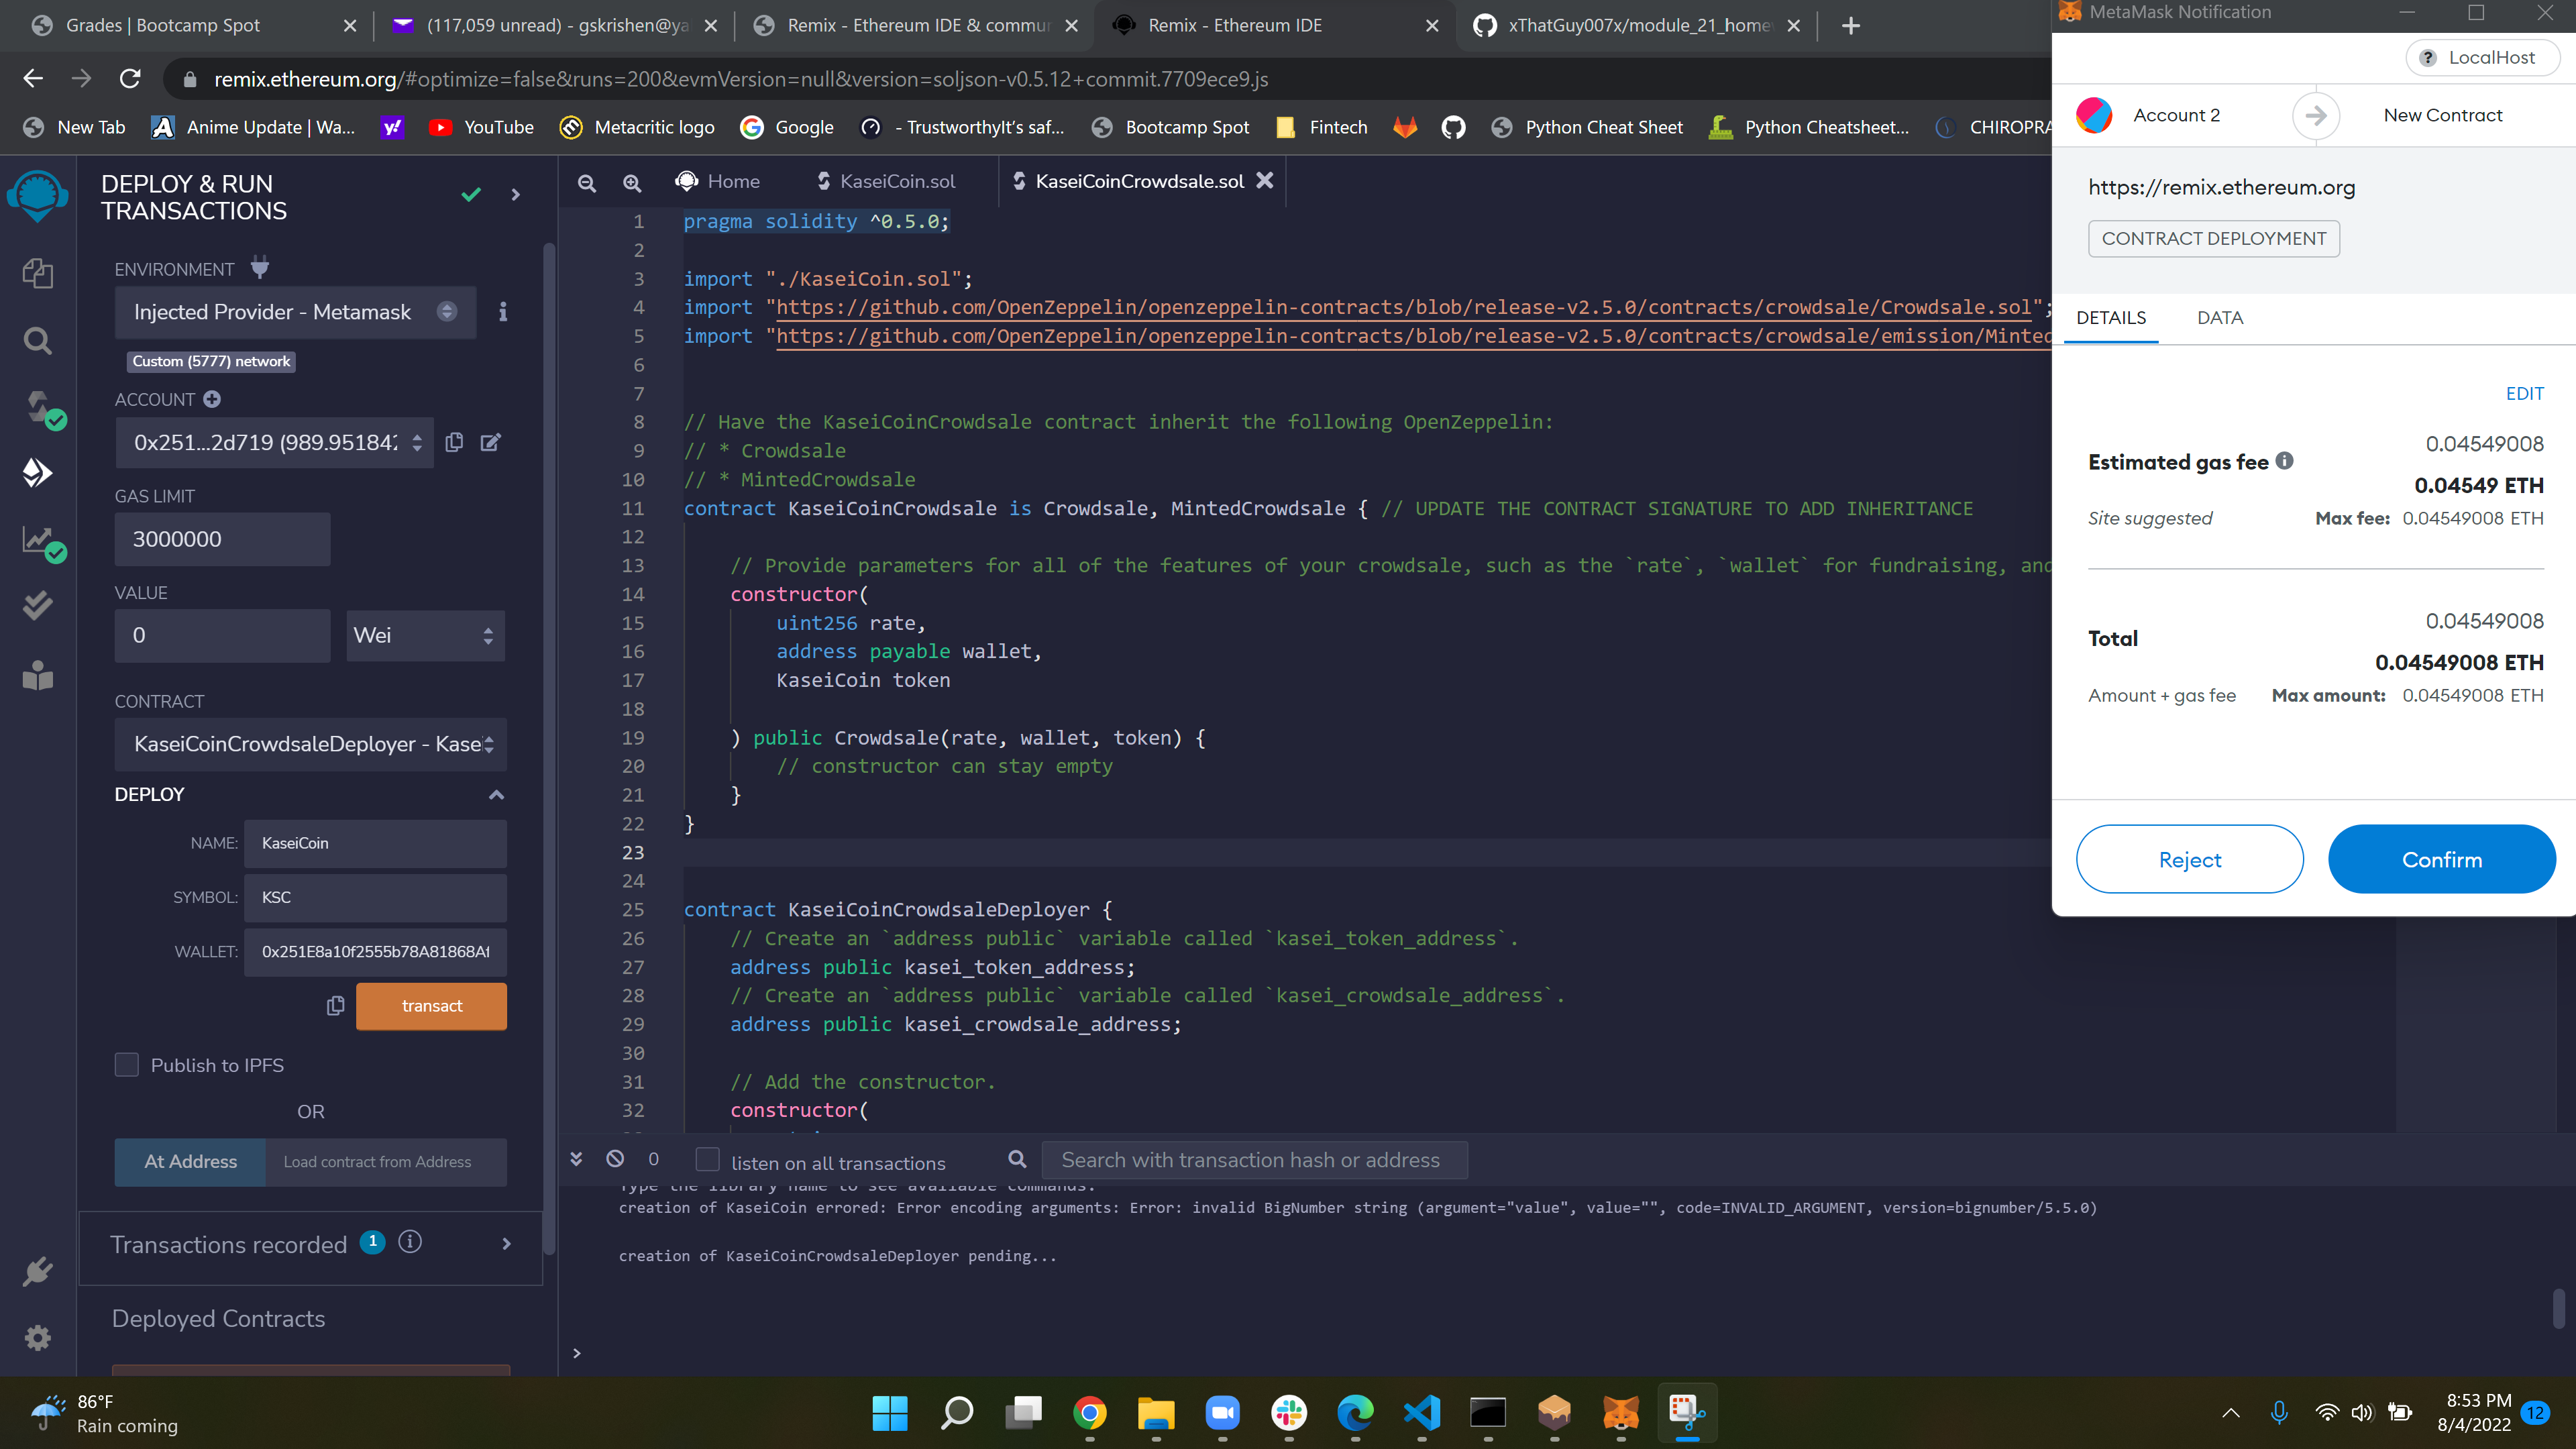 Grades | Bootcamp Spot
(117,059 unread) - gskrishen@ya
Remix - Ethereum IDE & commun
Remix - Ethereum IDE
xThatGuy007x/module_21_home
remix.ethereum.org/#optimize=false&runs=200&evmVersion=null&version=soljson-v0.5.12+commit.7709ece9.js
New Tab
Anime Update | Wa...
YouTube
Metacritic logo
Google
- TrustworthyIt's saf...
Bootcamp Spot
Fintech
Python Cheat Sheet
Python Cheatsheet...
CHIROPRA
DEPLOY & RUN
TRANSACTIONS
ENVIRONMENT
Injected Provider - Metamask
Custom (5777) network
ACCOUNT
0x251...2d719 (989.951842
GAS LIMIT
3000000
VALUE
0
Wei
CONTRACT
KaseiCoinCrowdsaleDeployer - Kasei
DEPLOY
NAME: KaseiCoin
SYMBOL: KSC
WALLET: 0x251E8a10f2555b78A81868Af
transact
Publish to IPFS
OR
At Address
Load contract from Address
Transactions recorded 1
Deployed Contracts
Home
KaseiCoin.sol
KaseiCoinCrowdsale.sol
1 pragma solidity ^0.5.0;
2
3 import "./KaseiCoin.sol";
4 import "https://github.com/OpenZeppelin/openzeppelin-contracts/blob/release-v2.5.0/contracts/crowdsale/Crowdsale.sol";
5 import "https://github.com/OpenZeppelin/openzeppelin-contracts/blob/release-v2.5.0/contracts/crowdsale/emission/Minted
6
7
8 // Have the KaseiCoinCrowdsale contract inherit the following OpenZeppelin:
9 // * Crowdsale
10 // * MintedCrowdsale
11 contract KaseiCoinCrowdsale is Crowdsale, MintedCrowdsale { // UPDATE THE CONTRACT SIGNATURE TO ADD INHERITANCE
12
13 // Provide parameters for all of the features of your crowdsale, such as the `rate`, `wallet` for fundraising, and
14 constructor(
15 uint256 rate,
16 address payable wallet,
17 KaseiCoin token
18
19 ) public Crowdsale(rate, wallet, token) {
20 // constructor can stay empty
21 }
22 }
23
24
25 contract KaseiCoinCrowdsaleDeployer {
26 // Create an `address public` variable called `kasei_token_address`.
27 address public kasei_token_address;
28 // Create an `address public` variable called `kasei_crowdsale_address`.
29 address public kasei_crowdsale_address;
30
31 // Add the constructor.
32 constructor(
0
listen on all transactions
Search with transaction hash or address
Type the library name to see available commands.
creation of KaseiCoin errored: Error encoding arguments: Error: invalid BigNumber string (argument="value", value="", code=INVALID_ARGUMENT, version=bignumber/5.5.0)
creation of KaseiCoinCrowdsaleDeployer pending...
>
MetaMask Notification
LocalHost
Account 2
New Contract
https://remix.ethereum.org
CONTRACT DEPLOYMENT
DETAILS
DATA
EDIT
0.04549008
Estimated gas fee
0.04549 ETH
Site suggested
Max fee: 0.04549008 ETH
0.04549008
Total
0.04549008 ETH
Amount + gas fee
Max amount: 0.04549008 ETH
Reject
Confirm
86°F
Rain coming
8:53 PM
8/4/2022
12